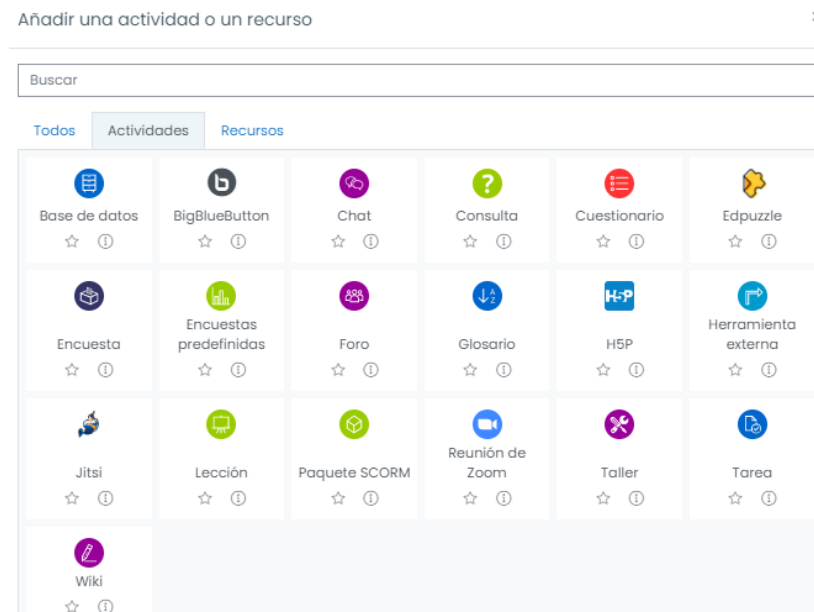 Añadir una actividad o un recurso
Buscar
Todos Actividades Recursos
Base de datos BigBlueButton Chat Consulta Cuestionario Edpuzzle
Encuesta Encuestas predefinidas Foro Glosario H5P Herramienta externa
Jitsi Lección Paquete SCORM Reunión de Zoom Taller Tarea
Wiki